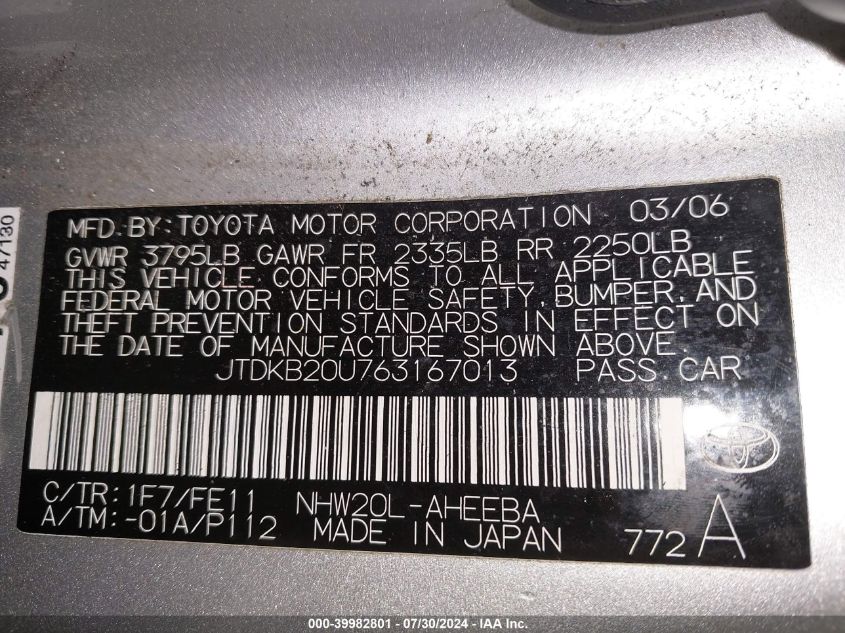 MFD. BY: TOYOTA MOTOR CORPORATION 03/06
GVWR 3795LB GAWR FR 2335LB RR 2250LB
THIS VEHICLE CONFORMS TO ALL APPLICABLE
FEDERAL MOTOR VEHICLE SAFETY, BUMPER, AND
THEFT PREVENTION STANDARDS IN EFFECT ON
THE DATE OF MANUFACTURE SHOWN ABOVE.
JTDKB20U763167013 PASS. CAR
C/TR: 1F7/FE11 NHW20L-AHEEBA
A/TM: -01A/P112 MADE IN JAPAN 772 A
47130
000-39982801 - 07/30/2024 - IAA Inc.